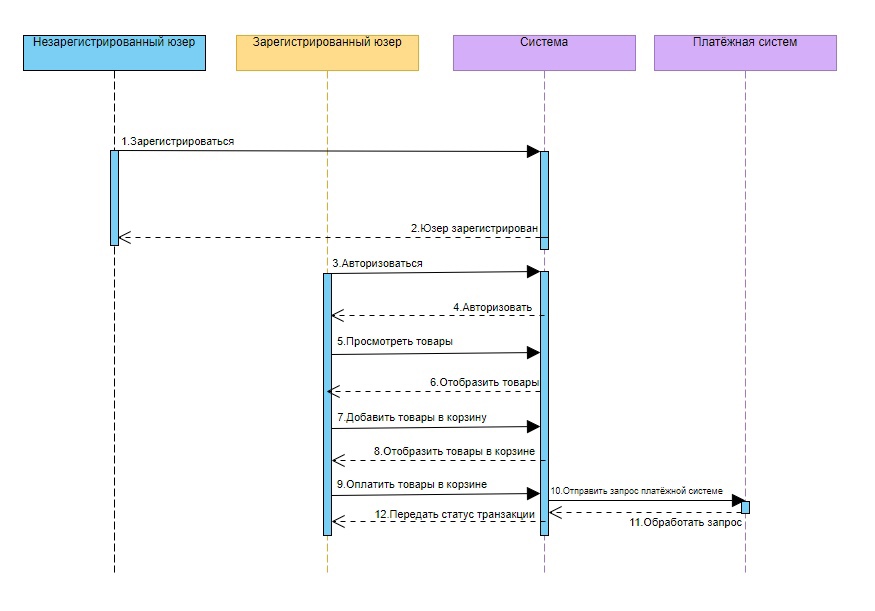 Незарегистрированный юзер
Зарегистрированный юзер
Система
Платёжная систем
1.Зарегистрироваться
2.Юзер зарегистрирован
3.Авторизоваться
4.Авторизовать
5.Просмотреть товары
6.Отобразить товары
7.Добавить товары в корзину
8.Отобразить товары в корзине
9.Оплатить товары в корзине
10.Отправить запрос платёжной системе
12.Передать статус транзакции
11.Обработать запрос